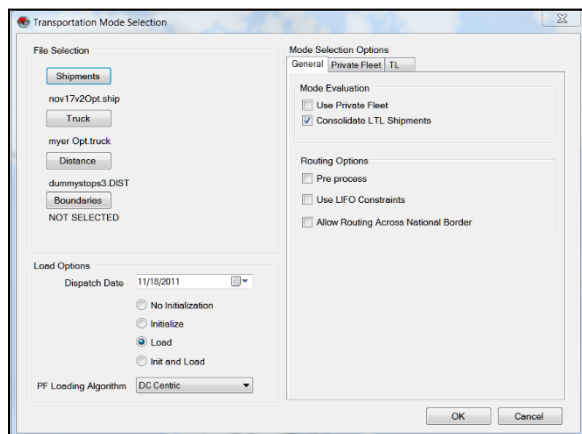 Transportation Mode Selection
File Selection
Shipments
nov17v2Opt.ship
Truck
myer Opt.truck
Distance
dummystops3.DIST
Boundaries
NOT SELECTED
Load Options
Dispatch Date 11/18/2011
No Initialization
Initialize
Load
Init and Load
PF Loading Algorithm DC Centric
Mode Selection Options
General Private Fleet TL
Mode Evaluation
Use Private Fleet
Consolidate LTL Shipments
Routing Options
Pre process
Use LIFO Constraints
Allow Routing Across National Border
OK Cancel